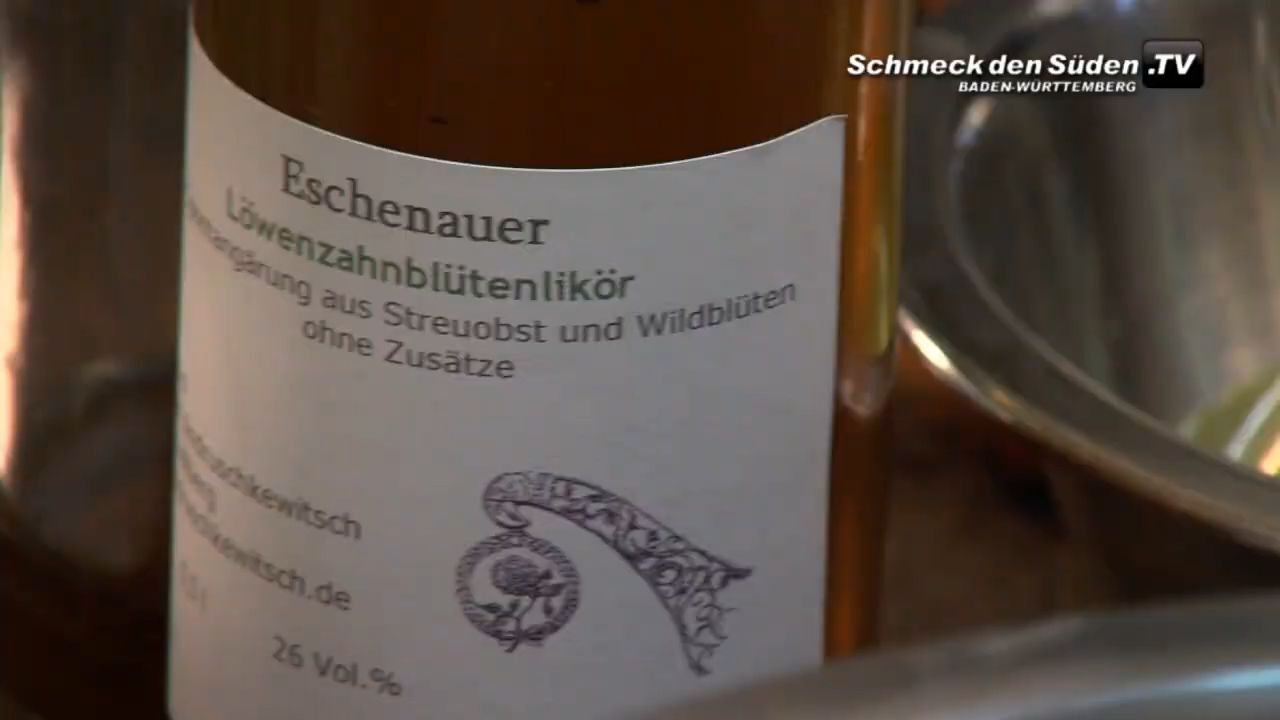 Schmeck den Süden .TV
BADEN-WÜRTTEMBERG
Eschenauer
Löwenzahnblütenlikör
aus Streuobst und Wildblüten
ohne Zusätze
26 Vol.%